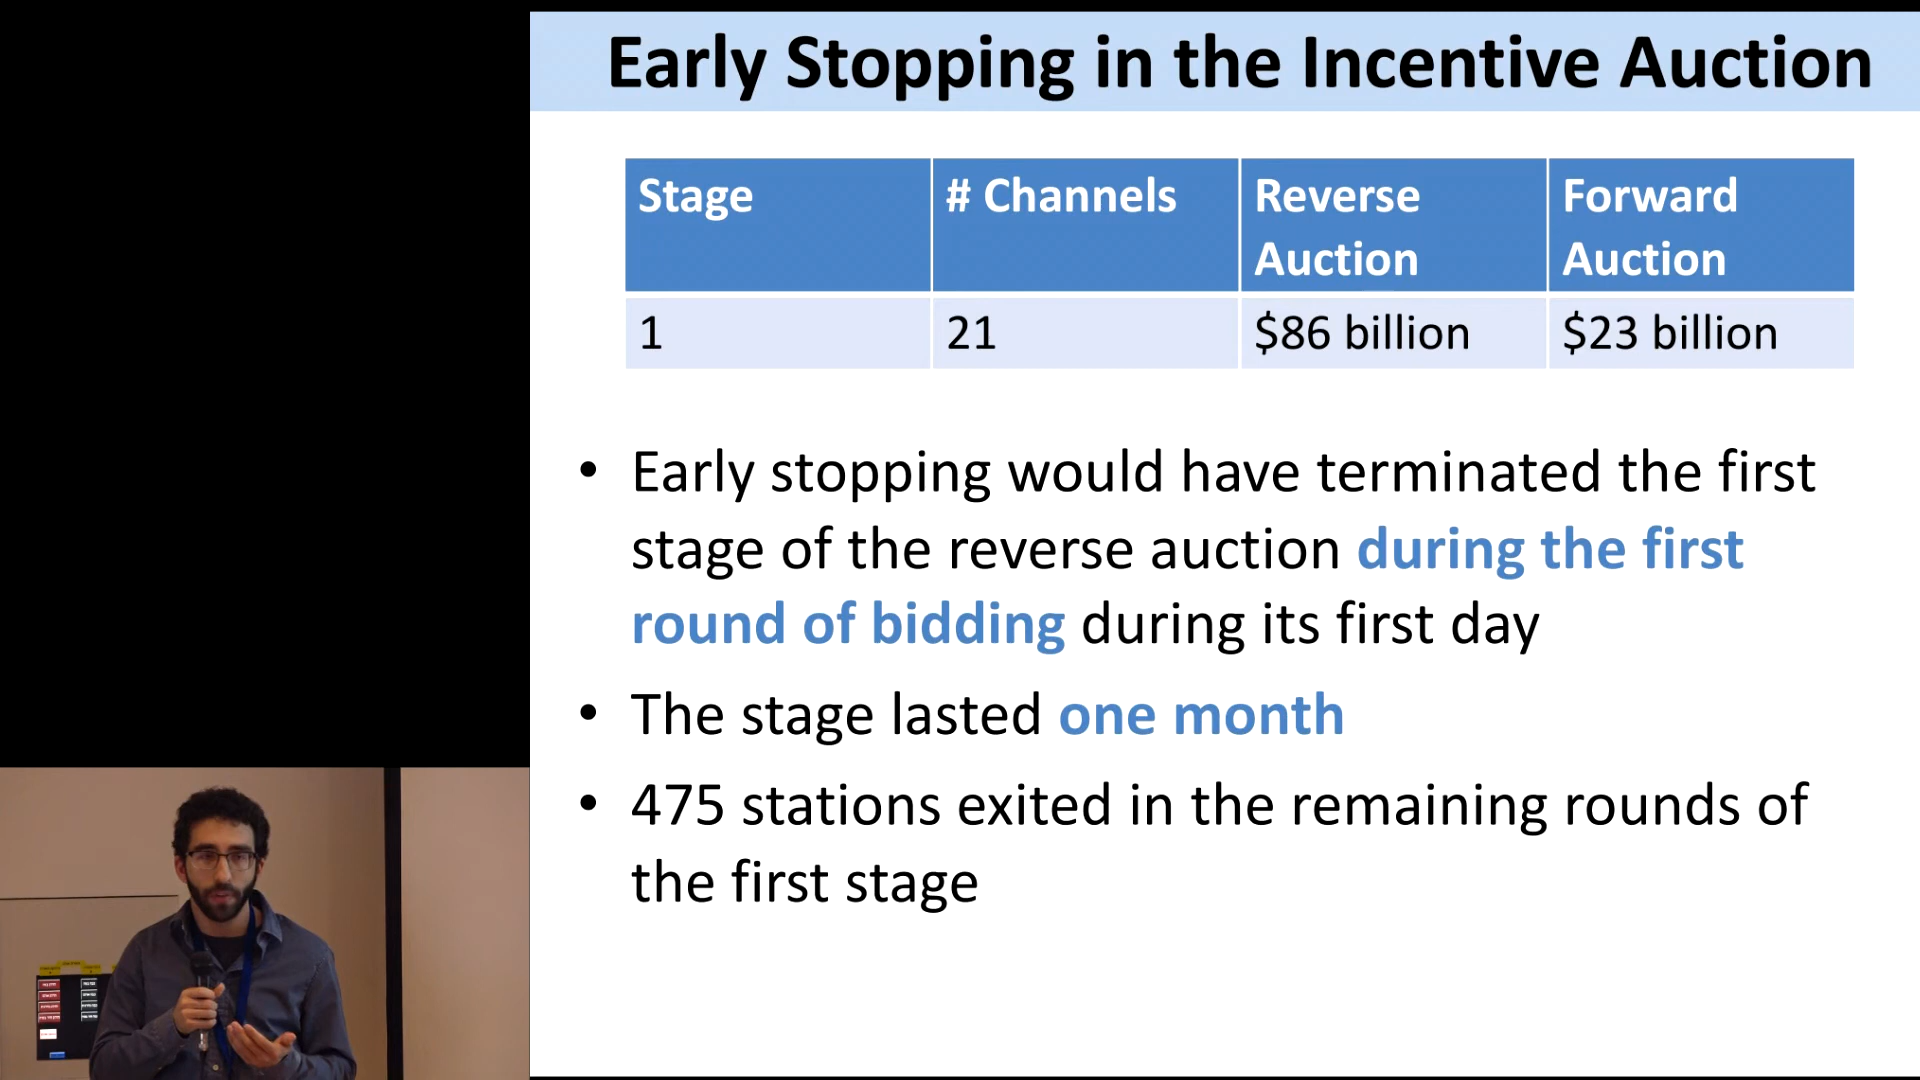 Early Stopping in the Incentive Auction
Stage # Channels Reverse Auction Forward Auction
1 21 $86 billion $23 billion
• Early stopping would have terminated the first
stage of the reverse auction during the first
round of bidding during its first day
• The stage lasted one month
• 475 stations exited in the remaining rounds of
the first stage